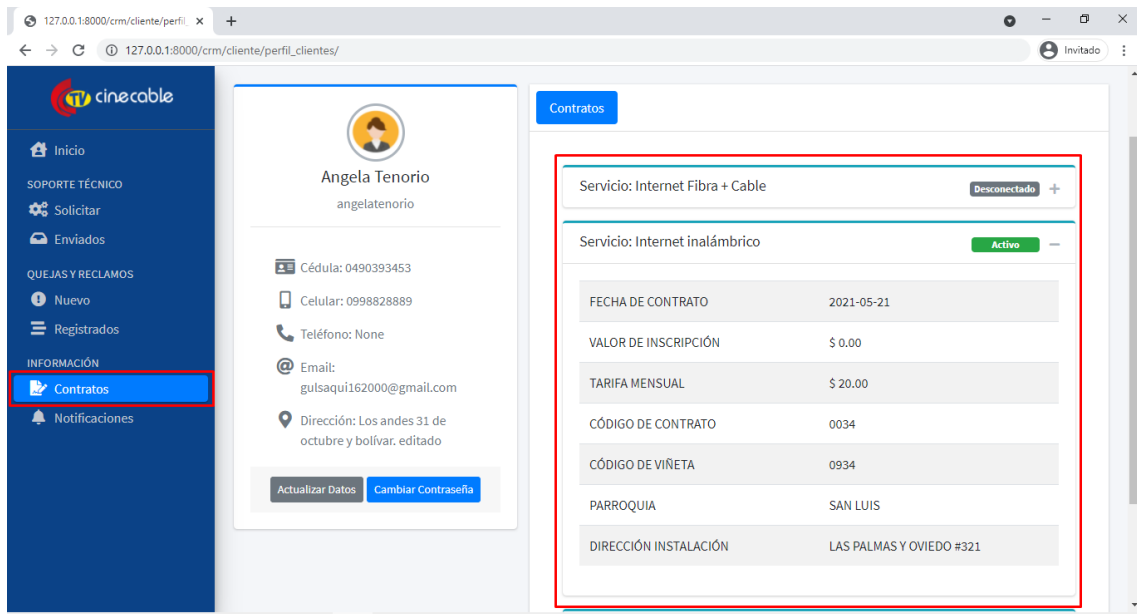 127.0.0.1:8000/crm/cliente/perfil_
127.0.0.1:8000/crm/cliente/perfil_clientes/
Invitado
TV cinecable
Inicio
SOPORTE TÉCNICO
Solicitar
Enviados
QUEJAS Y RECLAMOS
Nuevo
Registrados
INFORMACIÓN
Contratos
Notificaciones
Angela Tenorio
angelatenorio
Cédula: 0490393453
Celular: 0998828889
Teléfono: None
Email:
gulsaqui162000@gmail.com
Dirección: Los andes 31 de
octubre y bolívar. editado
Actualizar Datos Cambiar Contraseña
Contratos
Servicio: Internet Fibra + Cable Desconectado
Servicio: Internet inalámbrico Activo
FECHA DE CONTRATO 2021-05-21
VALOR DE INSCRIPCIÓN $ 0.00
TARIFA MENSUAL $ 20.00
CÓDIGO DE CONTRATO 0034
CÓDIGO DE VIÑETA 0934
PARROQUIA SAN LUIS
DIRECCIÓN INSTALACIÓN LAS PALMAS Y OVIEDO #321